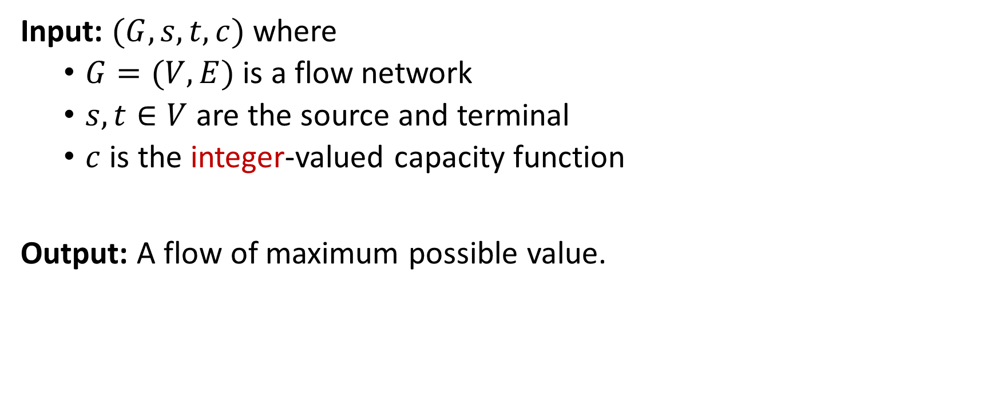 Input: (G, s, t, c) where
• G = (V, E) is a flow network
• s, t ∈ V are the source and terminal
• c is the integer-valued capacity function
Output: A flow of maximum possible value.